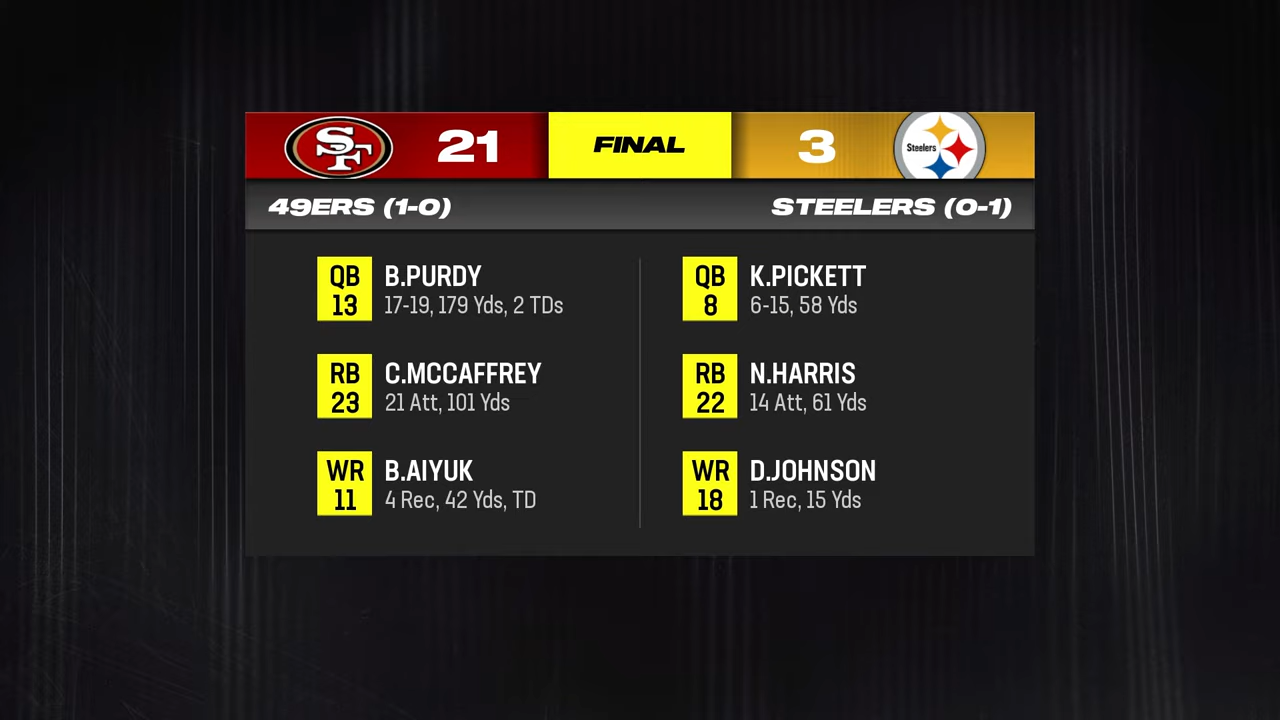 SF 21 FINAL 3 Steelers
49ERS (1-0) STEELERS (0-1)
QB 13 B.PURDY
17-19, 179 Yds, 2 TDs
RB 23 C.MCCAFFREY
21 Att, 101 Yds
WR 11 B.AIYUK
4 Rec, 42 Yds, TD
QB 8 K.PICKETT
6-15, 58 Yds
RB 22 N.HARRIS
14 Att, 61 Yds
WR 18 D.JOHNSON
1 Rec, 15 Yds